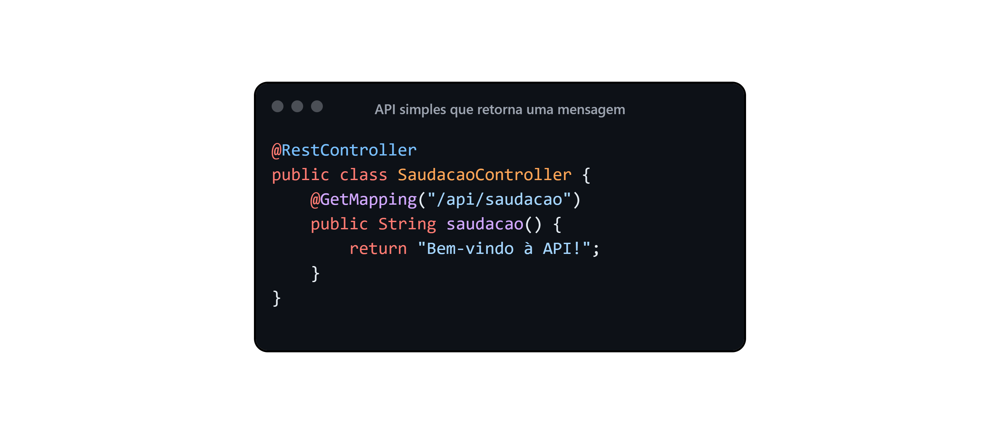 API simples que retorna uma mensagem
@RestController
public class SaudacaoController {
    @GetMapping("/api/saudacao")
    public String saudacao() {
        return "Bem-vindo à API!";
    }
}